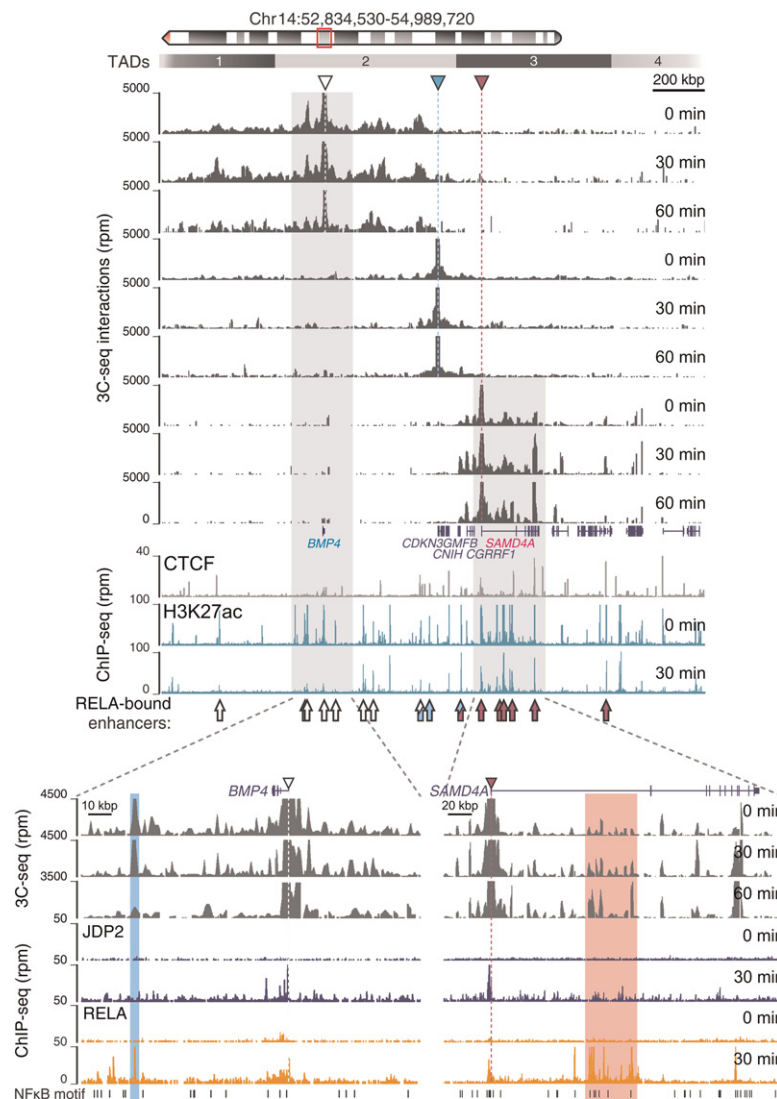 Chr14:52,834,530-54,989,720
TADs 1 2 3 4
200 kbp
3C-seq interactions (rpm)
5000 0 min
5000 30 min
5000 60 min
5000 0 min
5000 30 min
5000 60 min
5000 0 min
5000 30 min
5000 60 min
0
BMP4 CDKN3 GMFB SAMD4A
CNIH CGRRF1
ChIP-seq (rpm)
40
CTCF
100
H3K27ac 0 min
100
30 min
0
RELA-bound
enhancers:
BMP4 SAMD4A
10 kbp 20 kbp
3C-seq (rpm)
4500 0 min
4500 30 min
3500 60 min
ChIP-seq (rpm)
50
JDP2 0 min
30 min
50
RELA 0 min
50
30 min
0
NFκB motif